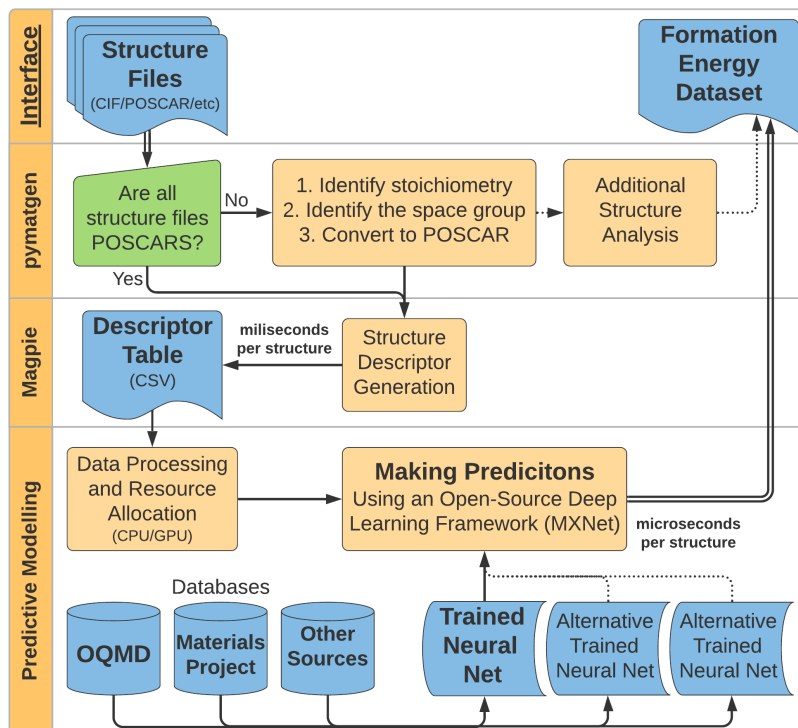 Interface
Structure
Files
(CIF/POSCAR/etc)
Formation
Energy
Dataset
pymatgen
Are all
structure files
POSCARS?
No
Yes
1. Identify stoichiometry
2. Identify the space group
3. Convert to POSCAR
Additional
Structure
Analysis
Magpie
Descriptor
Table
(CSV)
miliseconds
per structure
Structure
Descriptor
Generation
Predictive Modelling
Data Processing
and Resource
Allocation
(CPU/GPU)
Making Predicitons
Using an Open-Source Deep
Learning Framework (MXNet)
microseconds
per structure
Databases
OQMD
Materials
Project
Other
Sources
Trained
Neural
Net
Alternative
Trained
Neural Net
Alternative
Trained
Neural Net